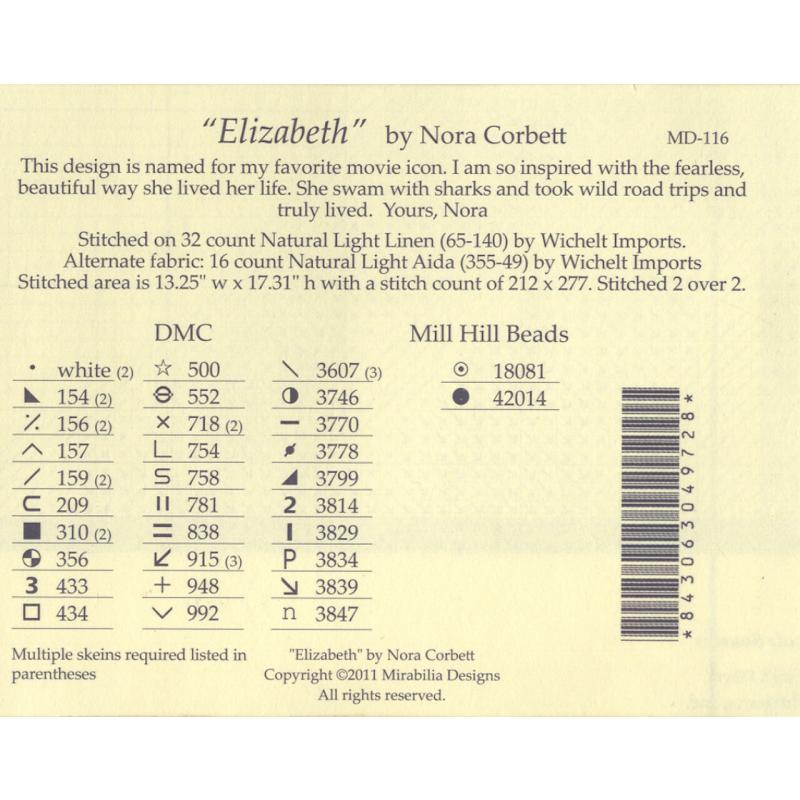 "Elizabeth" by Nora Corbett MD-116
This design is named for my favorite movie icon. I am so inspired with the fearless,
beautiful way she lived her life. She swam with sharks and took wild road trips and
truly lived. Yours, Nora
Stitched on 32 count Natural Light Linen (65-140) by Wichelt Imports.
Alternate fabric: 16 count Natural Light Aida (355-49) by Wichelt Imports
Stitched area is 13.25" w x 17.31" h with a stitch count of 212 x 277. Stitched 2 over 2.
DMC Mill Hill Beads
• white (2) ☆ 500 \ 3607 (3) ⊙ 18081
◣ 154 (2) ⊖ 552 ◑ 3746 ● 42014
⁒ 156 (2) × 718 (2) — 3770
^ 157 L 754 3778
/ 159 (2) S 758 ◢ 3799
⊂ 209 II 781 2 3814
■ 310 (2) = 838 I 3829
356 ↙ 915 (3) P 3834
3 433 + 948 ↘ 3839
□ 434 ∨ 992 n 3847
*84306304 9728*
Multiple skeins required listed in
parentheses
"Elizabeth" by Nora Corbett
Copyright ©2011 Mirabilia Designs
All rights reserved.